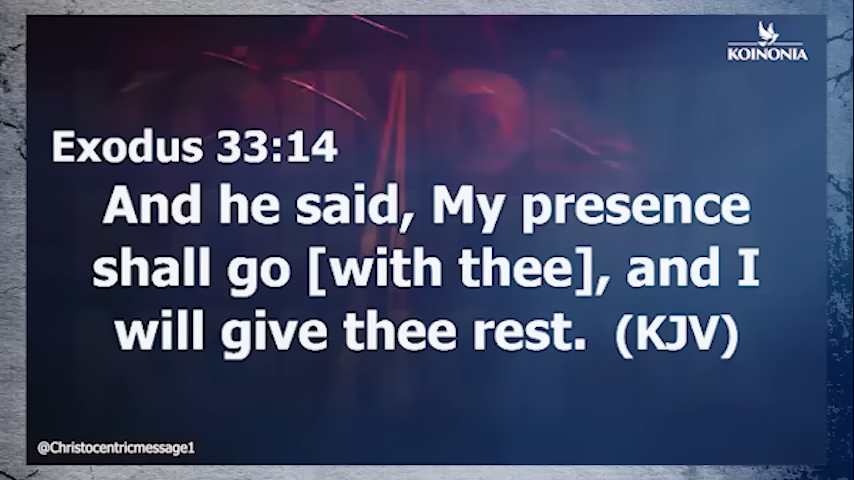 KOINONIA
Exodus 33:14
And he said, My presence
shall go [with thee], and I
will give thee rest. (KJV)
@Christocentricmessage1